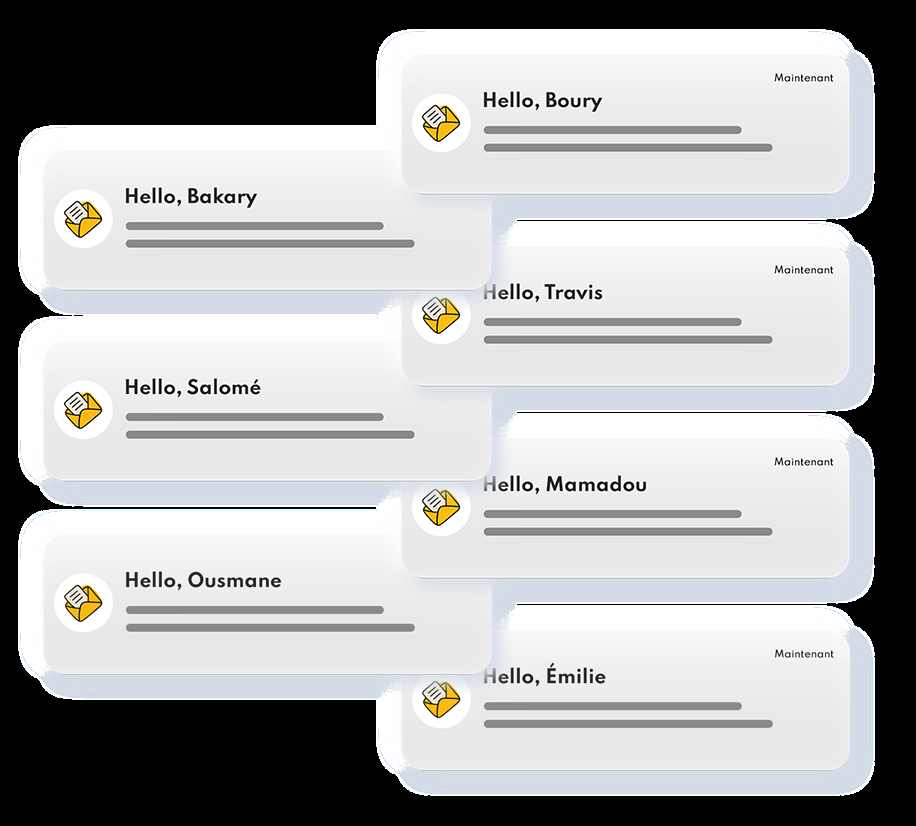 Maintenant
Hello, Boury
Hello, Bakary
Maintenant
Hello, Travis
Hello, Salomé
Maintenant
Hello, Mamadou
Hello, Ousmane
Maintenant
Hello, Émilie